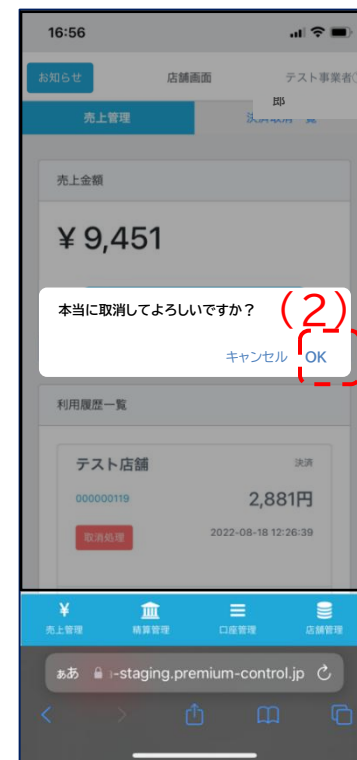 16:56
お知らせ 店舗画面 テスト事業者
郎
売上管理
売上金額
¥ 9,451
本当に取消してよろしいですか?
(2)
キャンセル OK
利用履歴一覧
テスト店舗 決済
000000119 2,881円
取消処理 2022-08-18 12:26:39
売上管理 精算管理 口座管理 店舗管理
ぁあ -staging.premium-control.jp